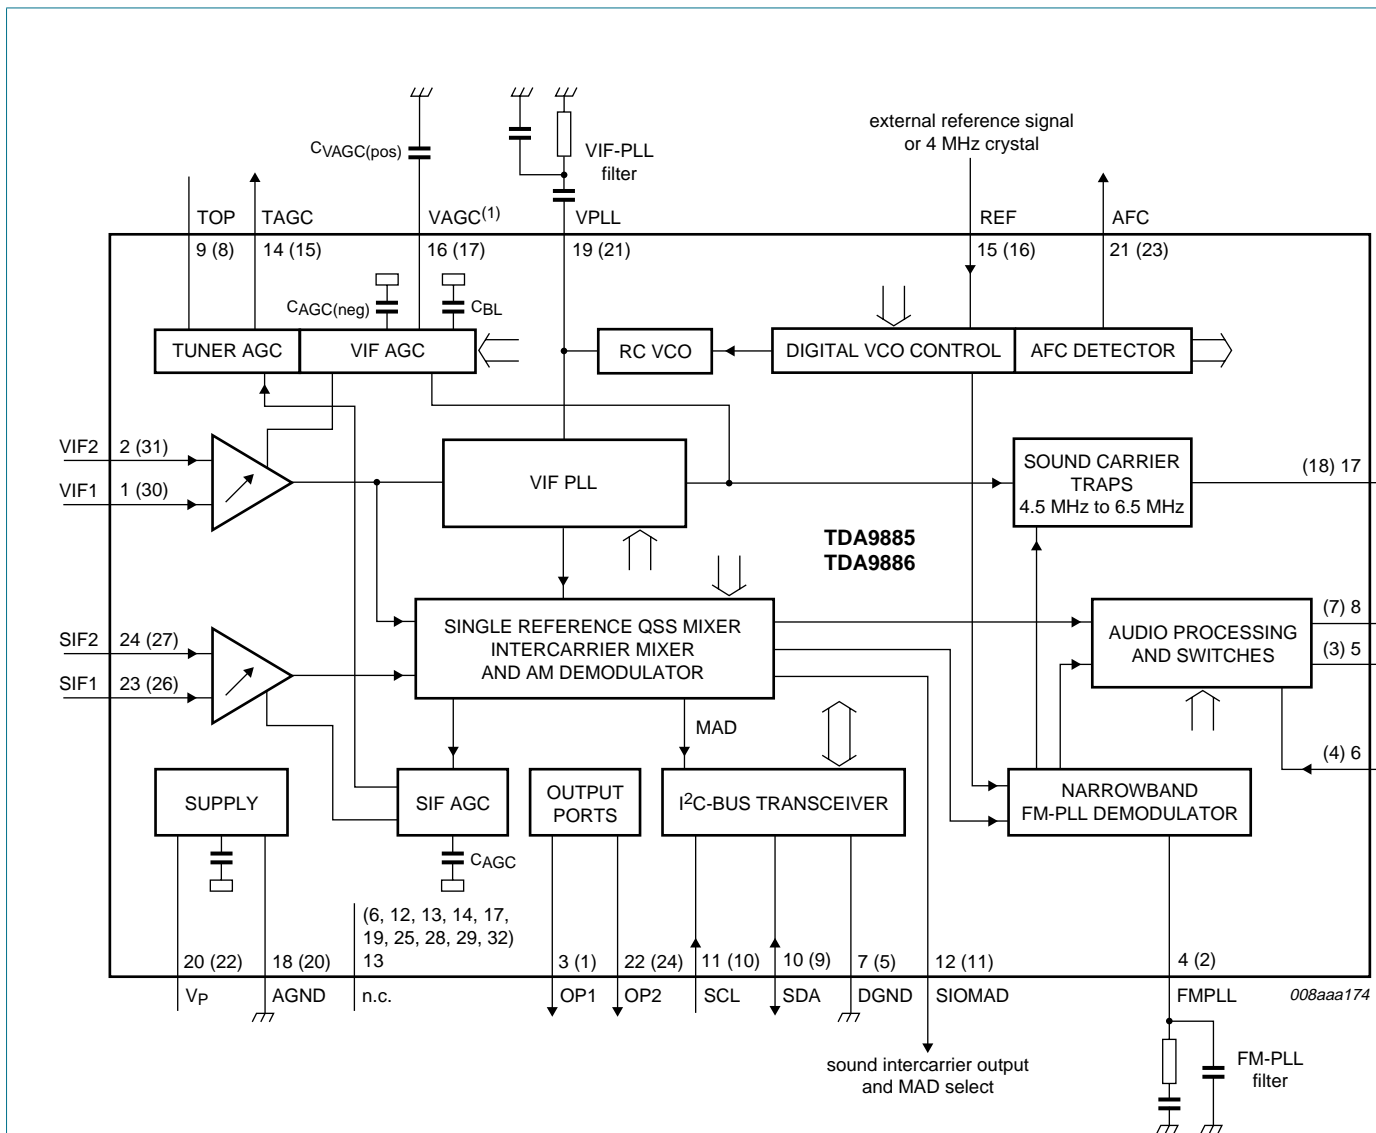 external reference signal
or 4 MHz crystal
CVAGC(pos)
VIF-PLL
filter
TOP
TAGC
VAGC(1)
VPLL
REF
AFC
9 (8)
14 (15)
16 (17)
19 (21)
15 (16)
21 (23)
CAGC(neg)
CBL
TUNER AGC
VIF AGC
RC VCO
DIGITAL VCO CONTROL
AFC DETECTOR
VIF2
2 (31)
VIF1
1 (30)
VIF PLL
SOUND CARRIER
TRAPS
4.5 MHz to 6.5 MHz
(18) 17
TDA9885
TDA9886
SIF2
24 (27)
SIF1
23 (26)
SINGLE REFERENCE QSS MIXER
INTERCARRIER MIXER
AND AM DEMODULATOR
AUDIO PROCESSING
AND SWITCHES
(7) 8
(3) 5
(4) 6
MAD
SUPPLY
SIF AGC
OUTPUT
PORTS
I2C-BUS TRANSCEIVER
NARROWBAND
FM-PLL DEMODULATOR
CAGC
(6, 12, 13, 14, 17,
19, 25, 28, 29, 32)
20 (22)
18 (20)
13
3 (1)
22 (24)
11 (10)
10 (9)
7 (5)
12 (11)
4 (2)
VP
AGND
n.c.
OP1
OP2
SCL
SDA
DGND
SIOMAD
FMPLL
008aaa174
sound intercarrier output
and MAD select
FM-PLL
filter